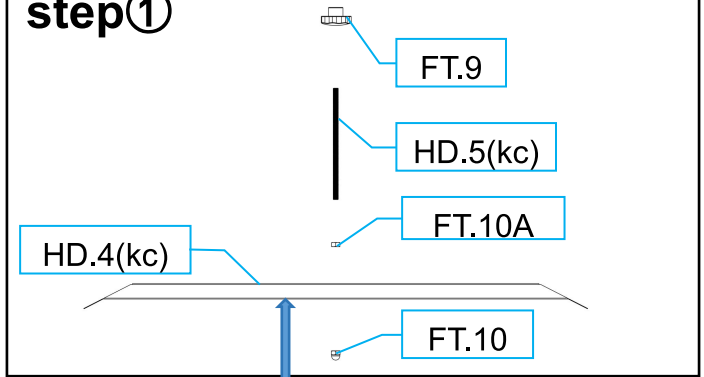 step①
FT.9
HD.5(kc)
FT.10A
HD.4(kc)
FT.10